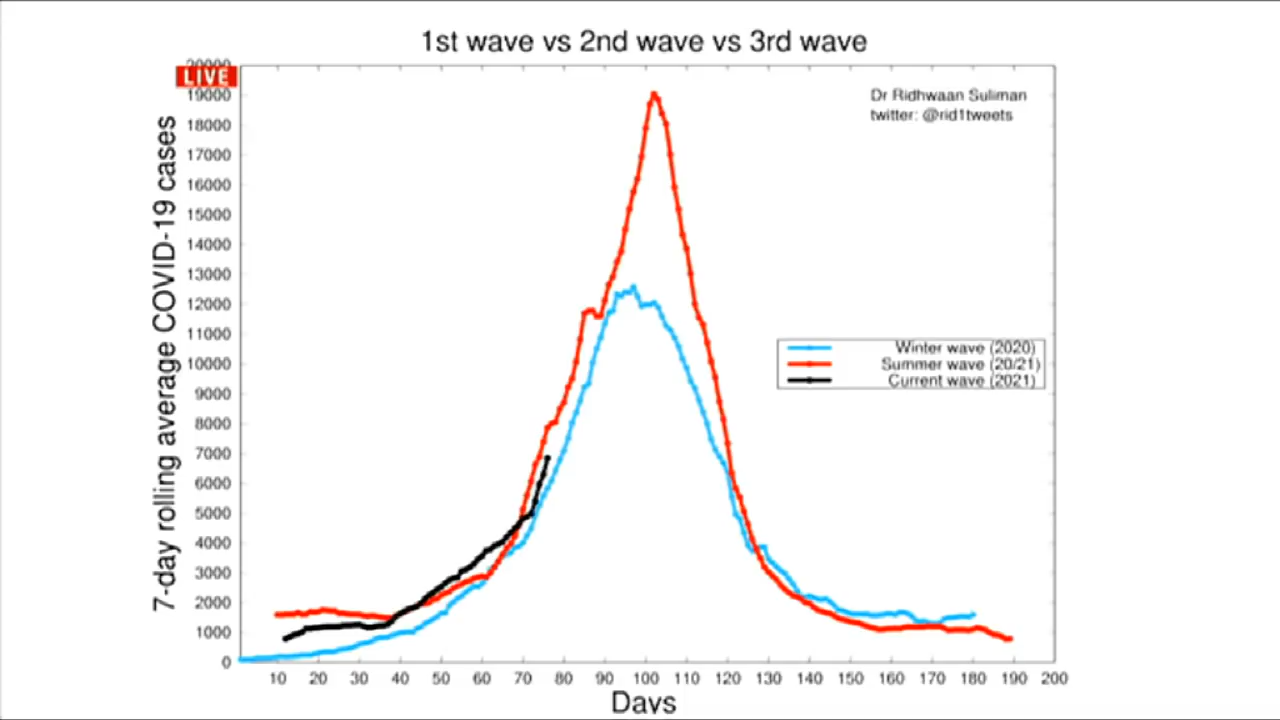 1st wave vs 2nd wave vs 3rd wave
20000
LIVE
19000
Dr Ridhwaan Suliman
twitter: @rid1tweets
18000
17000
16000
15000
14000
13000
12000
11000
10000
9000
8000
7000
6000
5000
4000
3000
2000
1000
0
7-day rolling average COVID-19 cases
Winter wave (2020)
Summer wave (20/21)
Current wave (2021)
10 20 30 40 50 60 70 80 90 100 110 120 130 140 150 160 170 180 190 200
Days